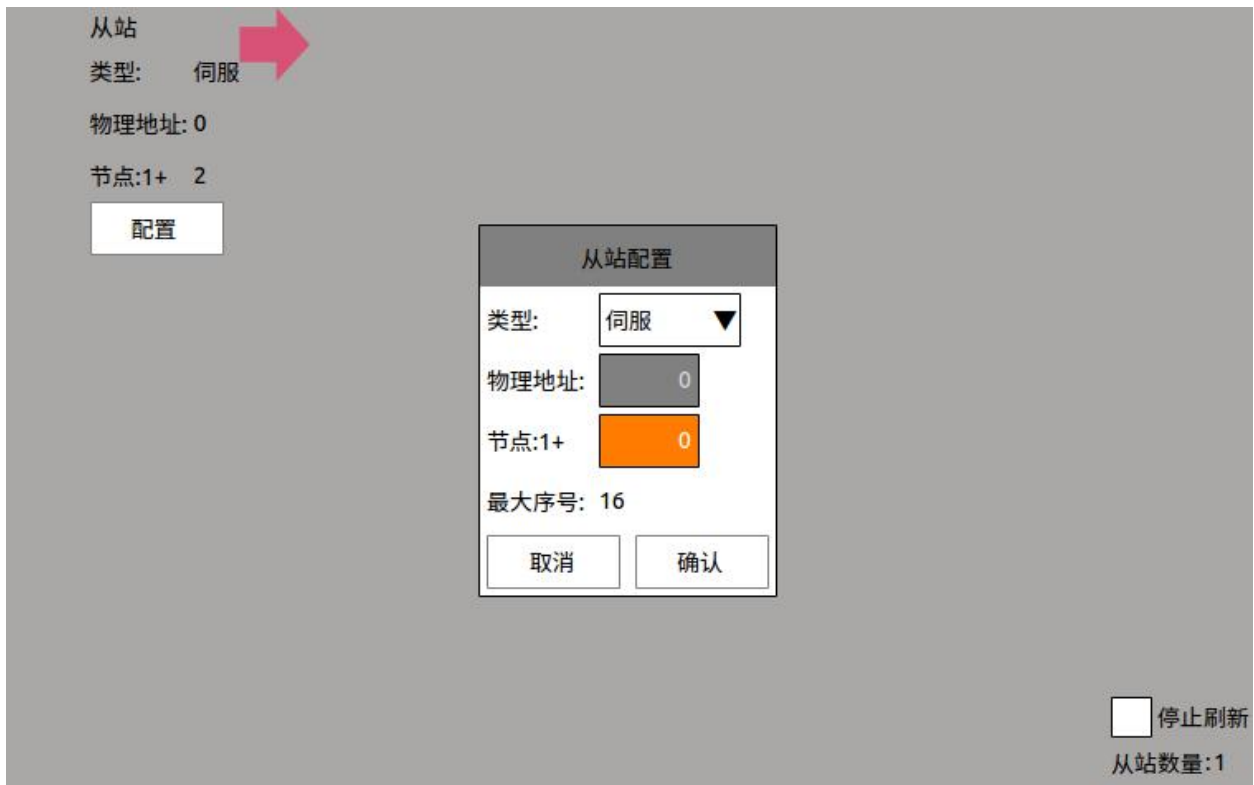 从站
类型: 伺服
物理地址: 0
节点:1+ 2
配置
从站配置
类型: 伺服
物理地址: 0
节点:1+ 0
最大序号: 16
取消 确认
停止刷新
从站数量:1